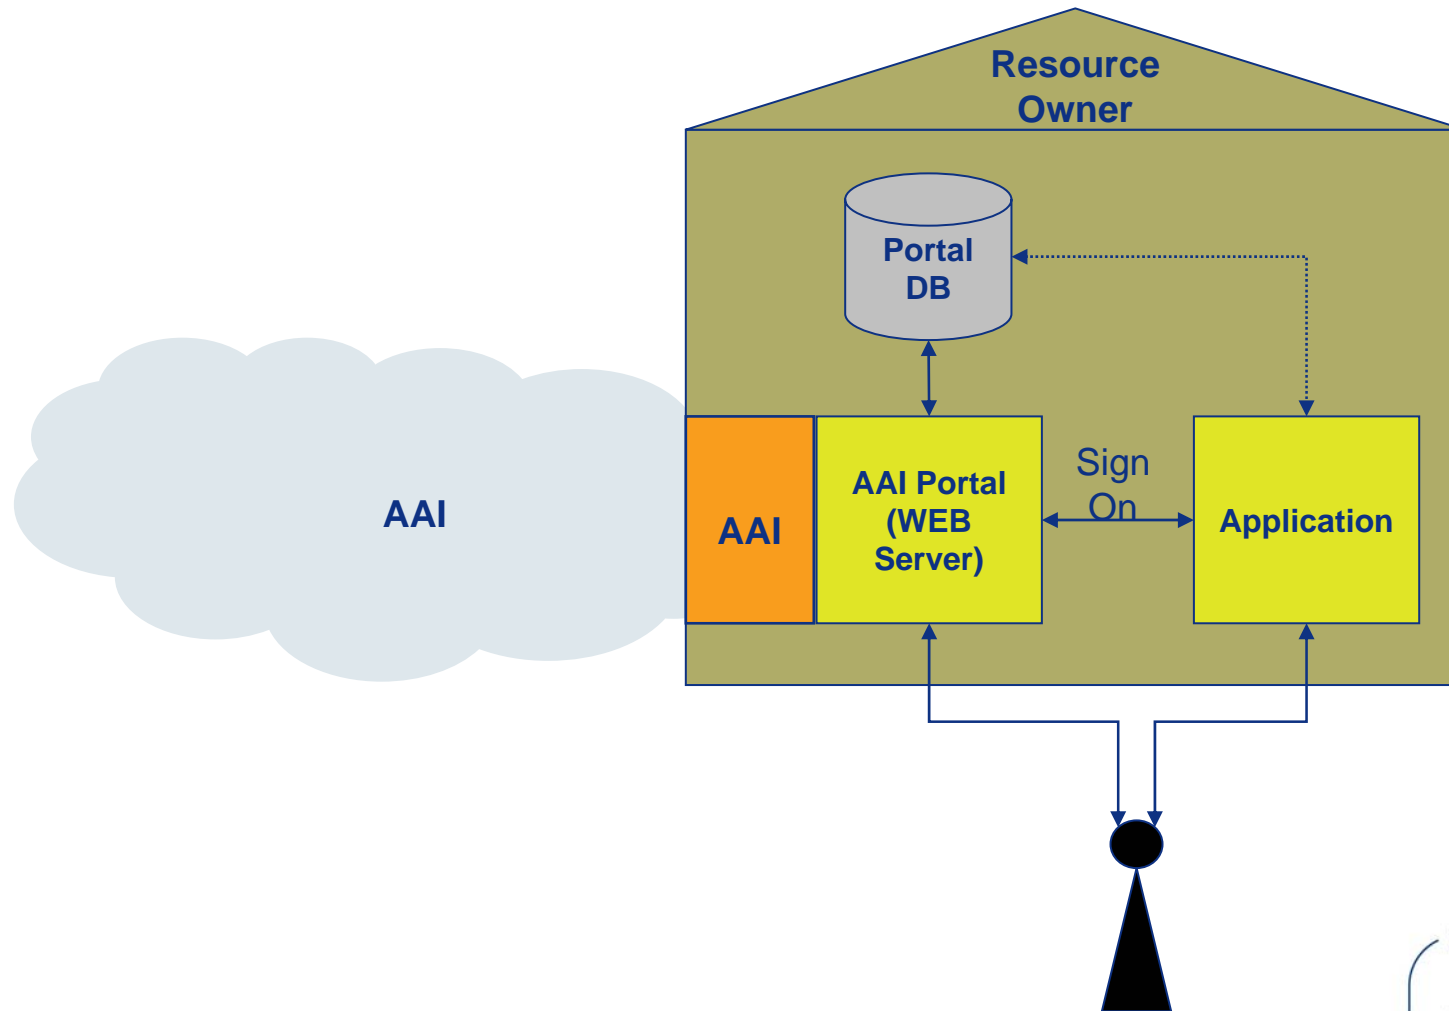 Resource
Owner
Portal
DB
AAI
AAI
AAI Portal
(WEB
Server)
Sign
On
Application